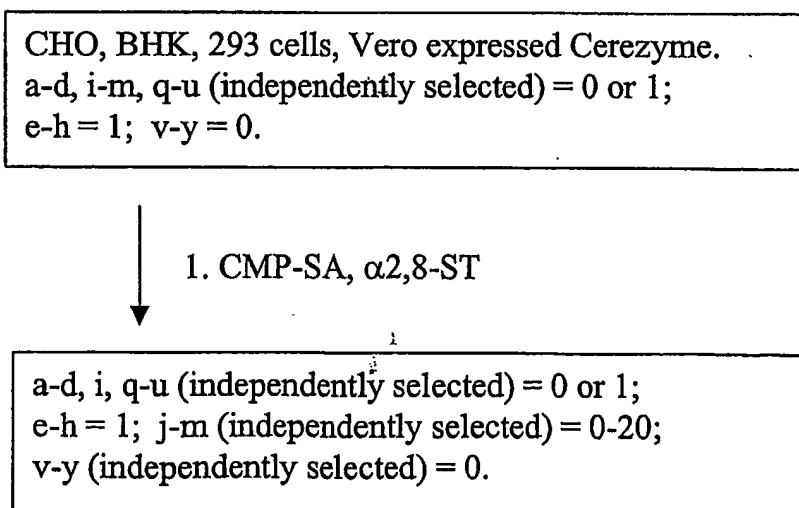 CHO, BHK, 293 cells, Vero expressed Cerezyme.
a-d, i-m, q-u (independently selected) = 0 or 1;
e-h = 1; v-y = 0.
1. CMP-SA, α2,8-ST
a-d, i, q-u (independently selected) = 0 or 1;
e-h = 1; j-m (independently selected) = 0-20;
v-y (independently selected) = 0.